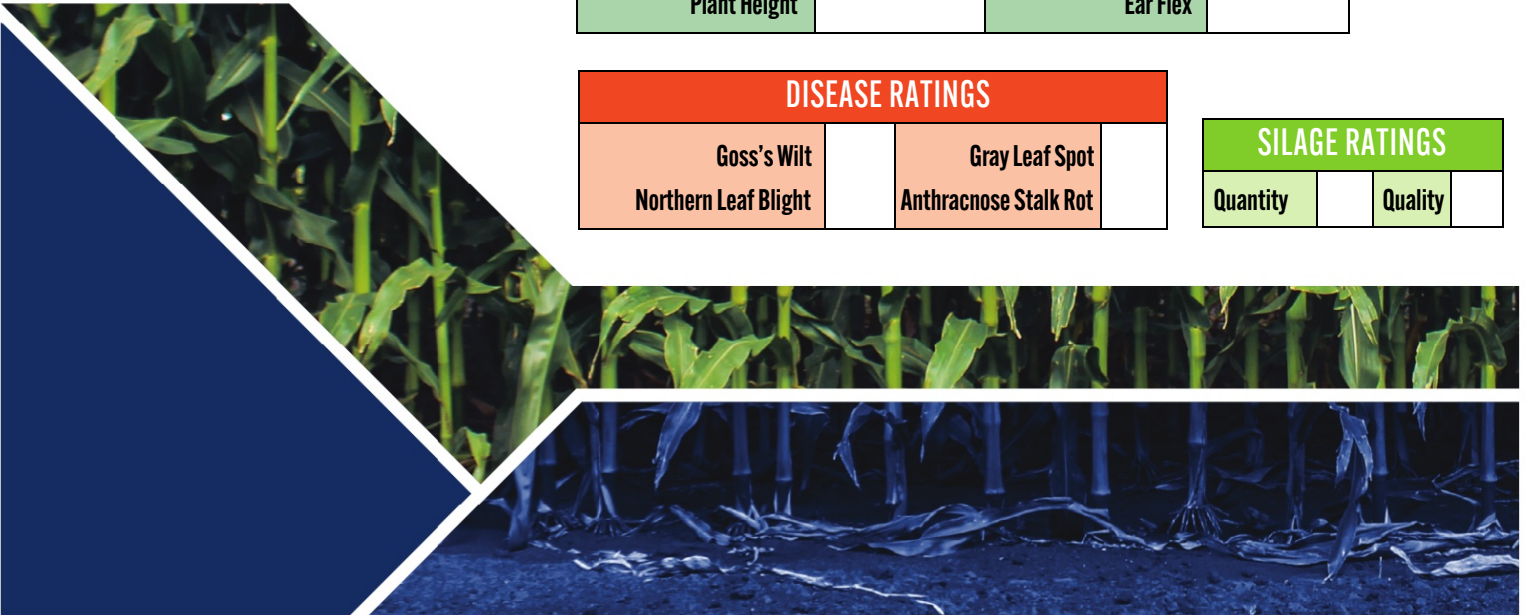 Plant Height Ear Flex
DISEASE RATINGS
Goss's Wilt Gray Leaf Spot
Northern Leaf Blight Anthracnose Stalk Rot
SILAGE RATINGS
Quantity Quality